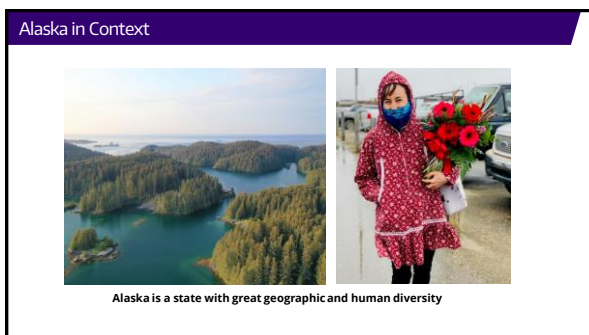 Alaska in Context
Alaska is a state with great geographic and human diversity